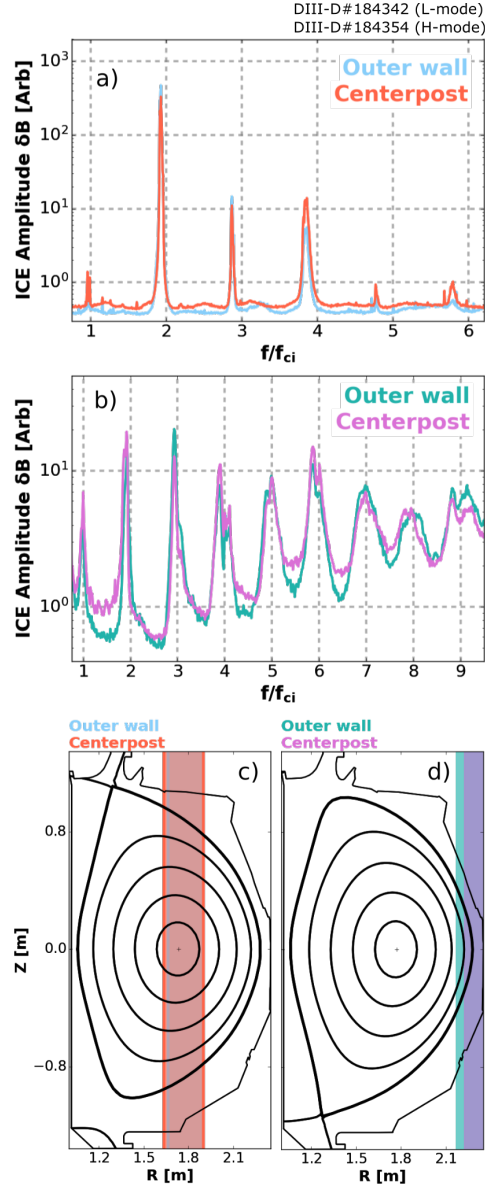 DIII-D#184342 (L-mode)
DIII-D#184354 (H-mode)
a)
Outer wall
Centerpost
ICE Amplitude δB [Arb]
10³
10²
10¹
10⁰
1 2 3 4 5 6
f/f_ci
b)
Outer wall
Centerpost
ICE Amplitude δB [Arb]
10¹
10⁰
1 2 3 4 5 6 7 8 9
f/f_ci
Outer wall
Centerpost
Outer wall
Centerpost
c)
d)
Z [m]
0.8
0.0
−0.8
1.2 1.5 1.8 2.1
R [m]
1.2 1.5 1.8 2.1
R [m]